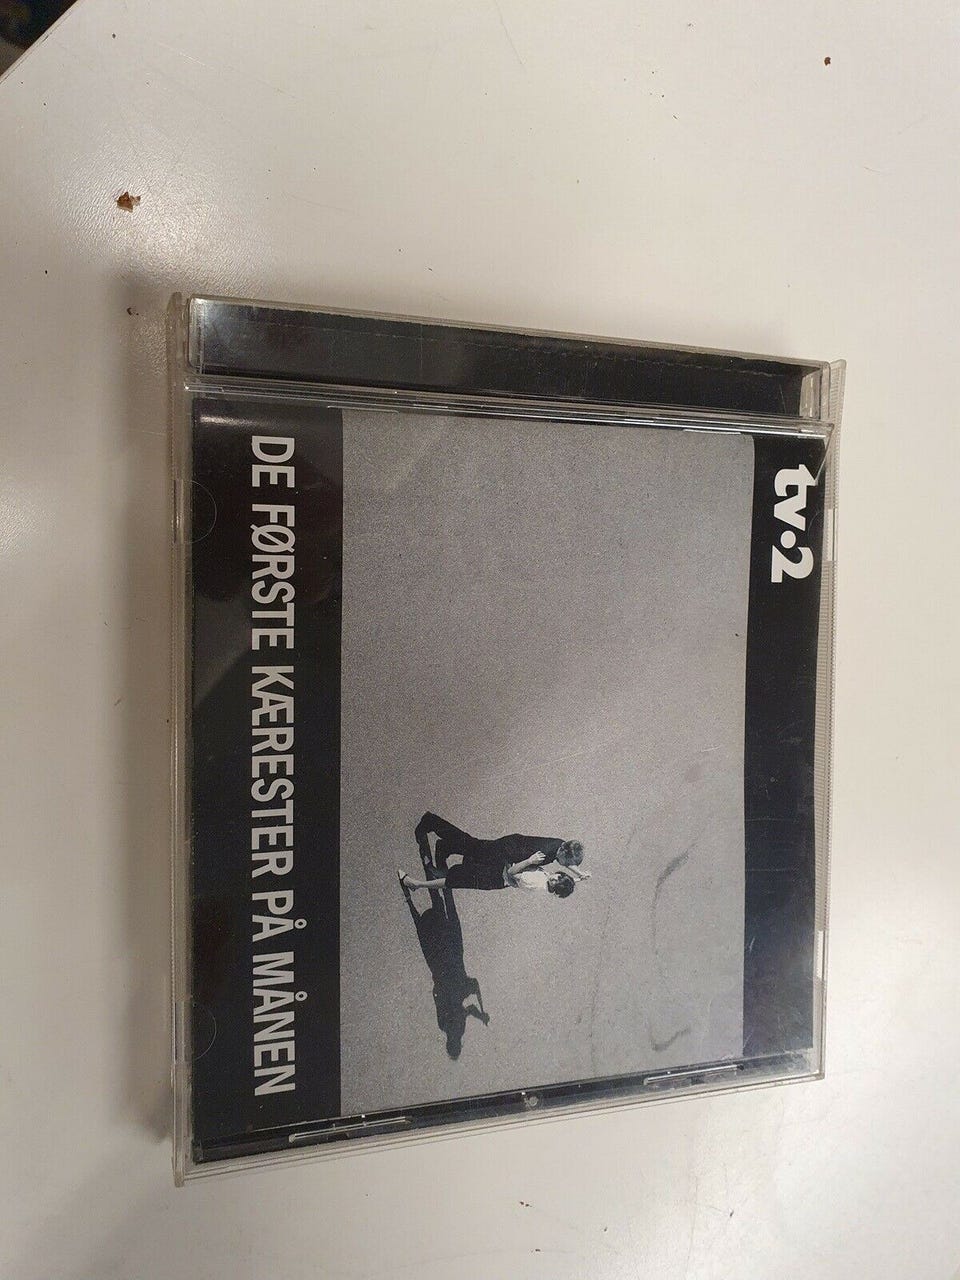 tv·2
DE FØRSTE KÆRESTER PÅ MÅNEN